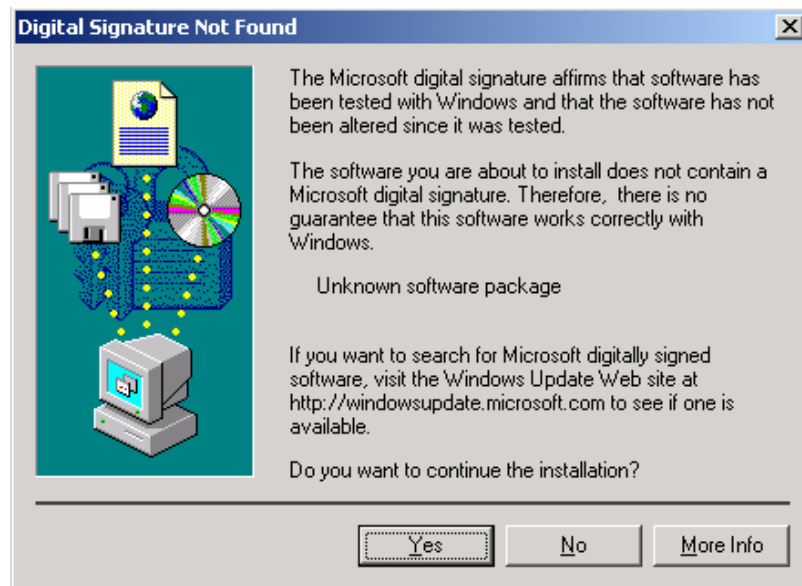 Digital Signature Not Found
The Microsoft digital signature affirms that software has
been tested with Windows and that the software has not
been altered since it was tested.
The software you are about to install does not contain a
Microsoft digital signature. Therefore,  there is no
guarantee that this software works correctly with
Windows.
Unknown software package
If you want to search for Microsoft digitally signed
software, visit the Windows Update Web site at
http://windowsupdate.microsoft.com to see if one is
available.
Do you want to continue the installation?
Yes No More Info